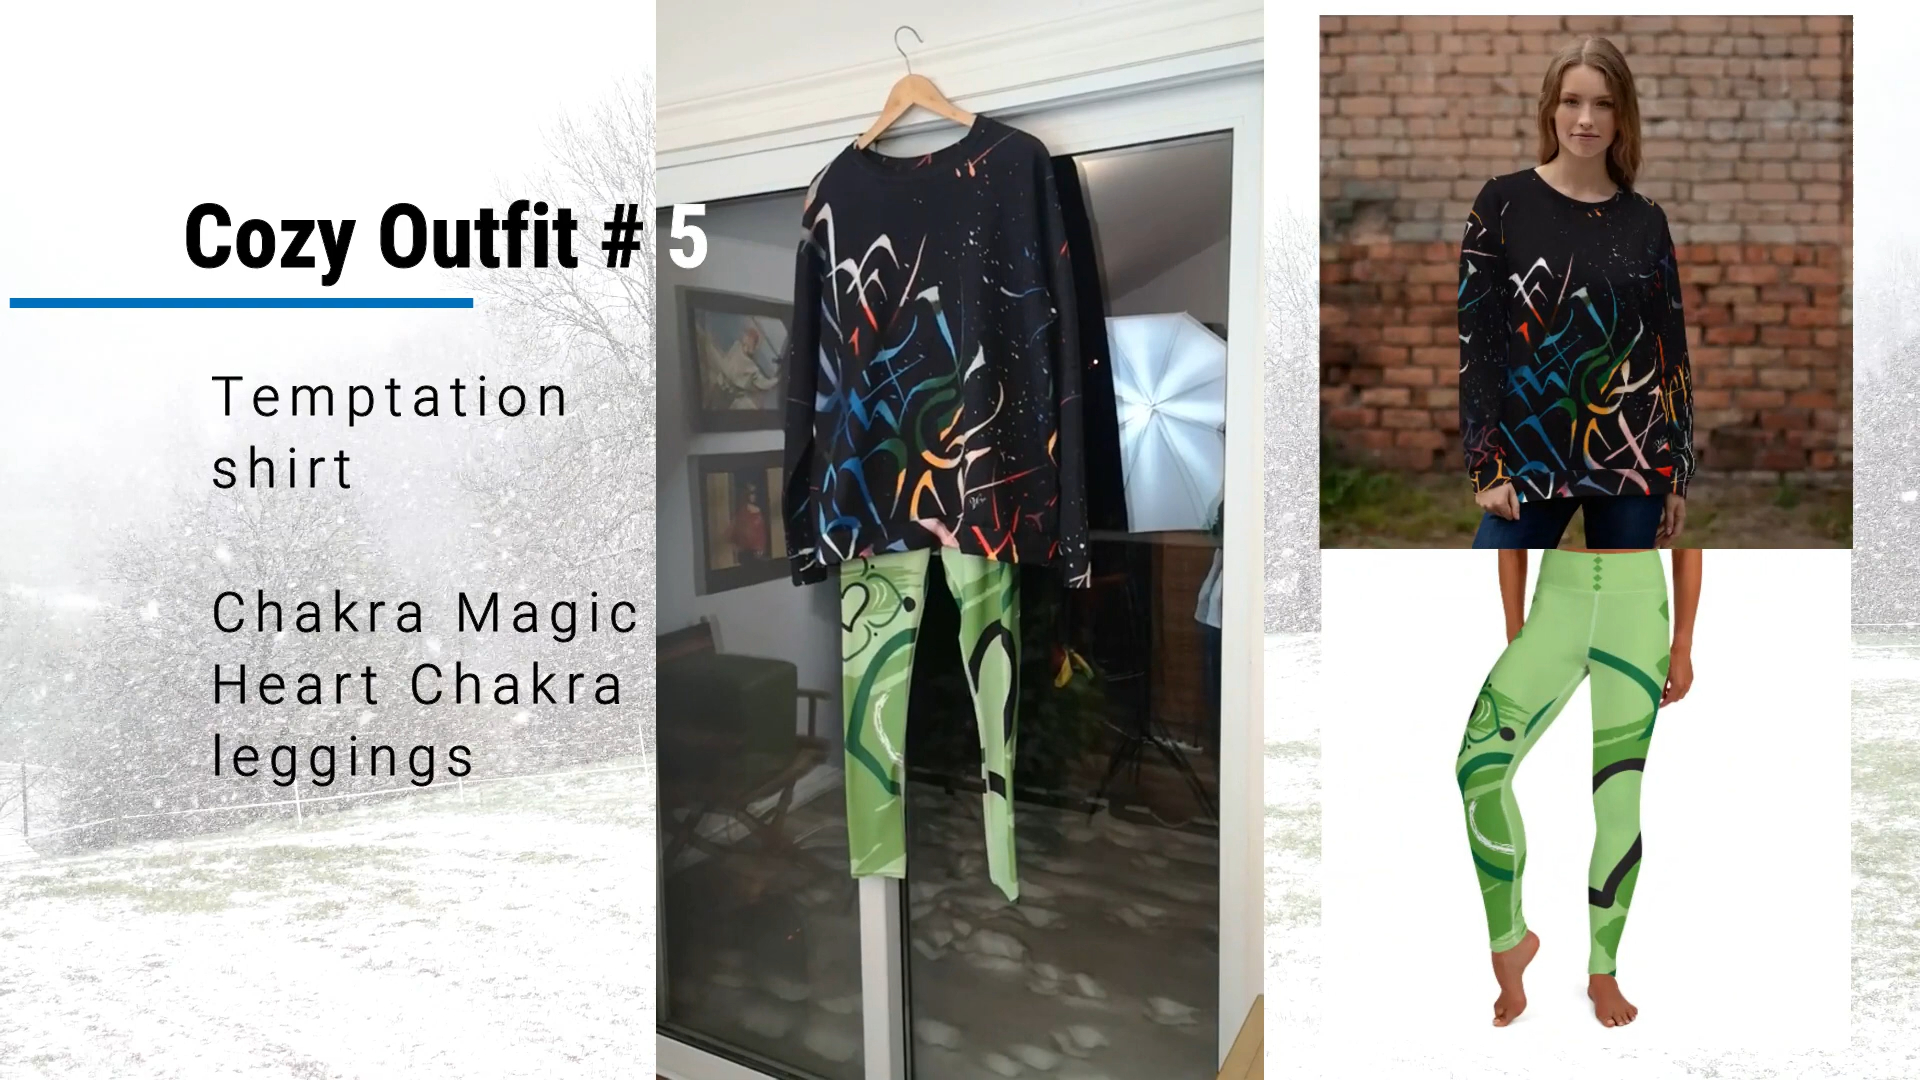 Cozy Outfit # 5
Temptation
shirt
Chakra Magic
Heart Chakra
leggings